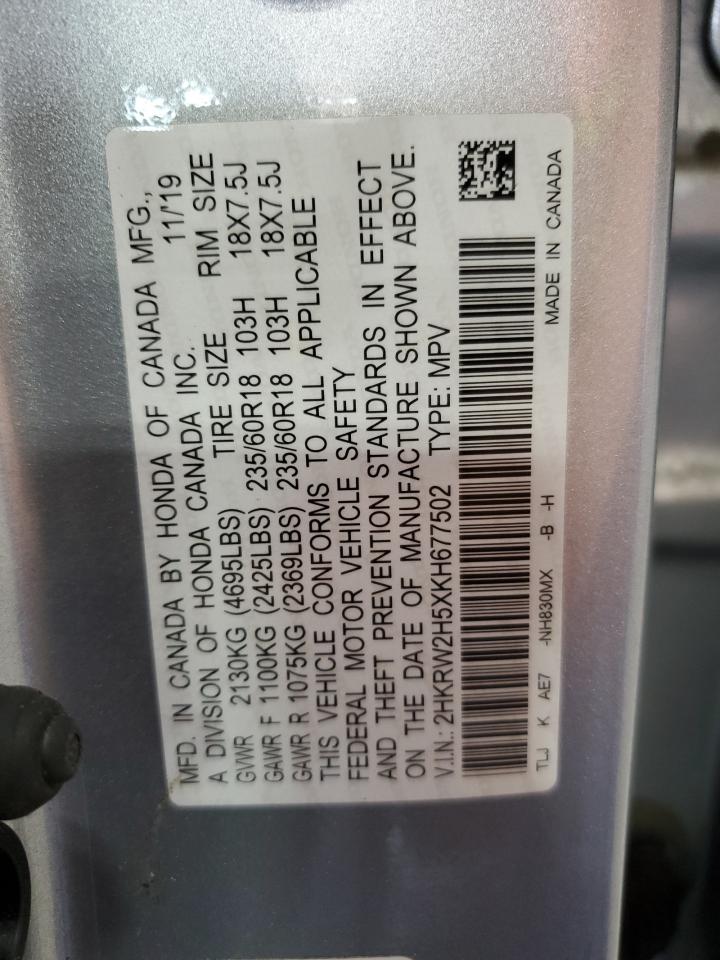 MFD. IN CANADA BY HONDA OF CANADA MFG.,
A DIVISION OF HONDA CANADA INC. 11/'19
TIRE SIZE RIM SIZE
GVWR 2130KG (4695LBS)
GAWR F 1100KG (2425LBS) 235/60R18 103H 18X7.5J
GAWR R 1075KG (2369LBS) 235/60R18 103H 18X7.5J
THIS VEHICLE CONFORMS TO ALL APPLICABLE
FEDERAL MOTOR VEHICLE SAFETY
AND THEFT PREVENTION STANDARDS IN EFFECT
ON THE DATE OF MANUFACTURE SHOWN ABOVE.
V.I.N.: 2HKRW2H5XKH677502 TYPE: MPV
TLJ K AE7 -NH830MX -B -H MADE IN CANADA